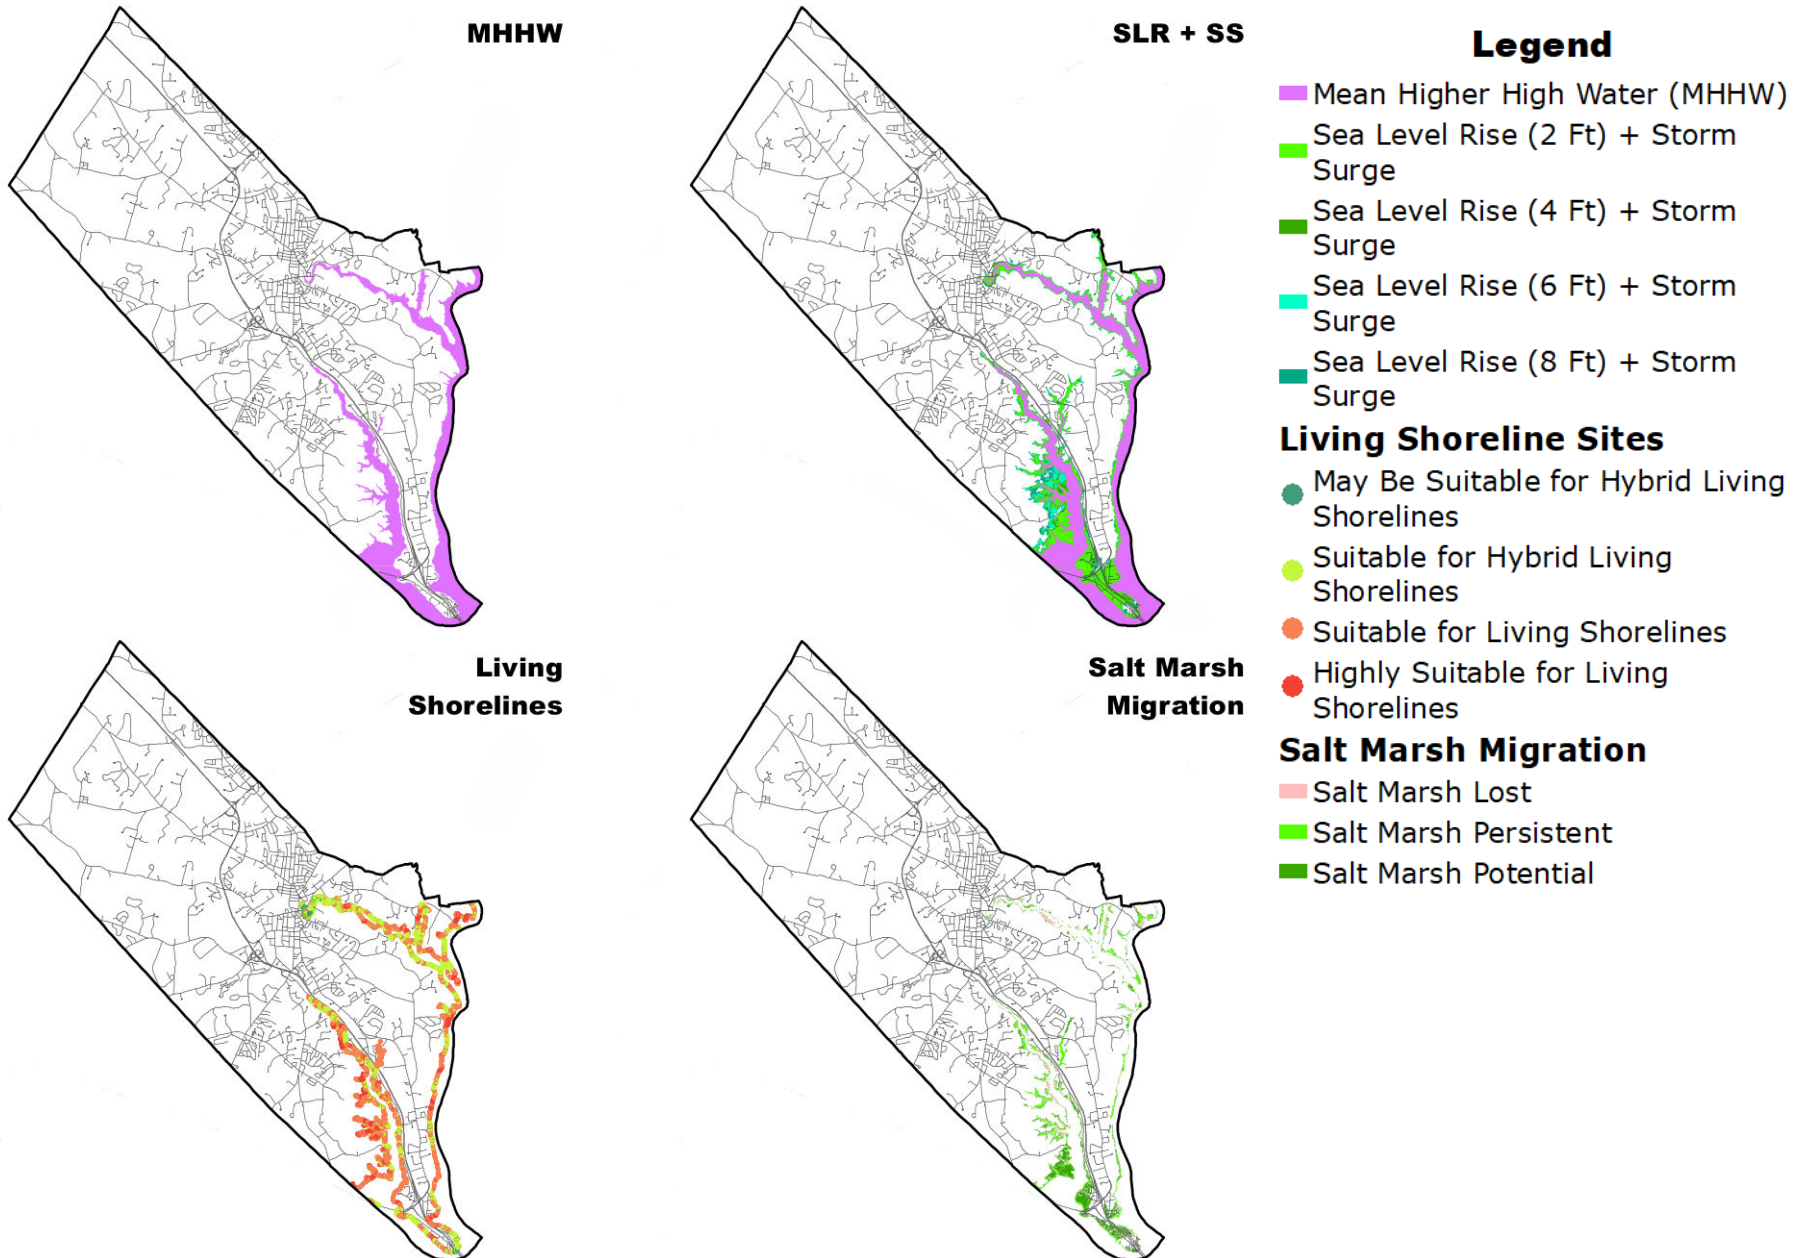 MHHW
SLR + SS
Living
Shorelines
Salt Marsh
Migration
Legend
Mean Higher High Water (MHHW)
Sea Level Rise (2 Ft) + Storm
Surge
Sea Level Rise (4 Ft) + Storm
Surge
Sea Level Rise (6 Ft) + Storm
Surge
Sea Level Rise (8 Ft) + Storm
Surge
Living Shoreline Sites
May Be Suitable for Hybrid Living
Shorelines
Suitable for Hybrid Living
Shorelines
Suitable for Living Shorelines
Highly Suitable for Living
Shorelines
Salt Marsh Migration
Salt Marsh Lost
Salt Marsh Persistent
Salt Marsh Potential